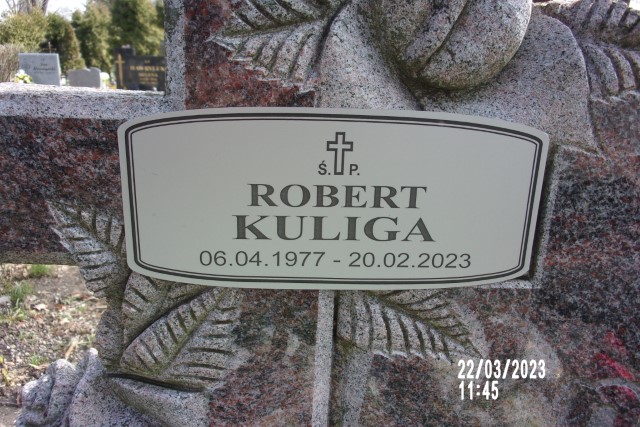 Ś. P.
ROBERT
KULIGA
06.04.1977 - 20.02.2023
22/03/2023
11:45